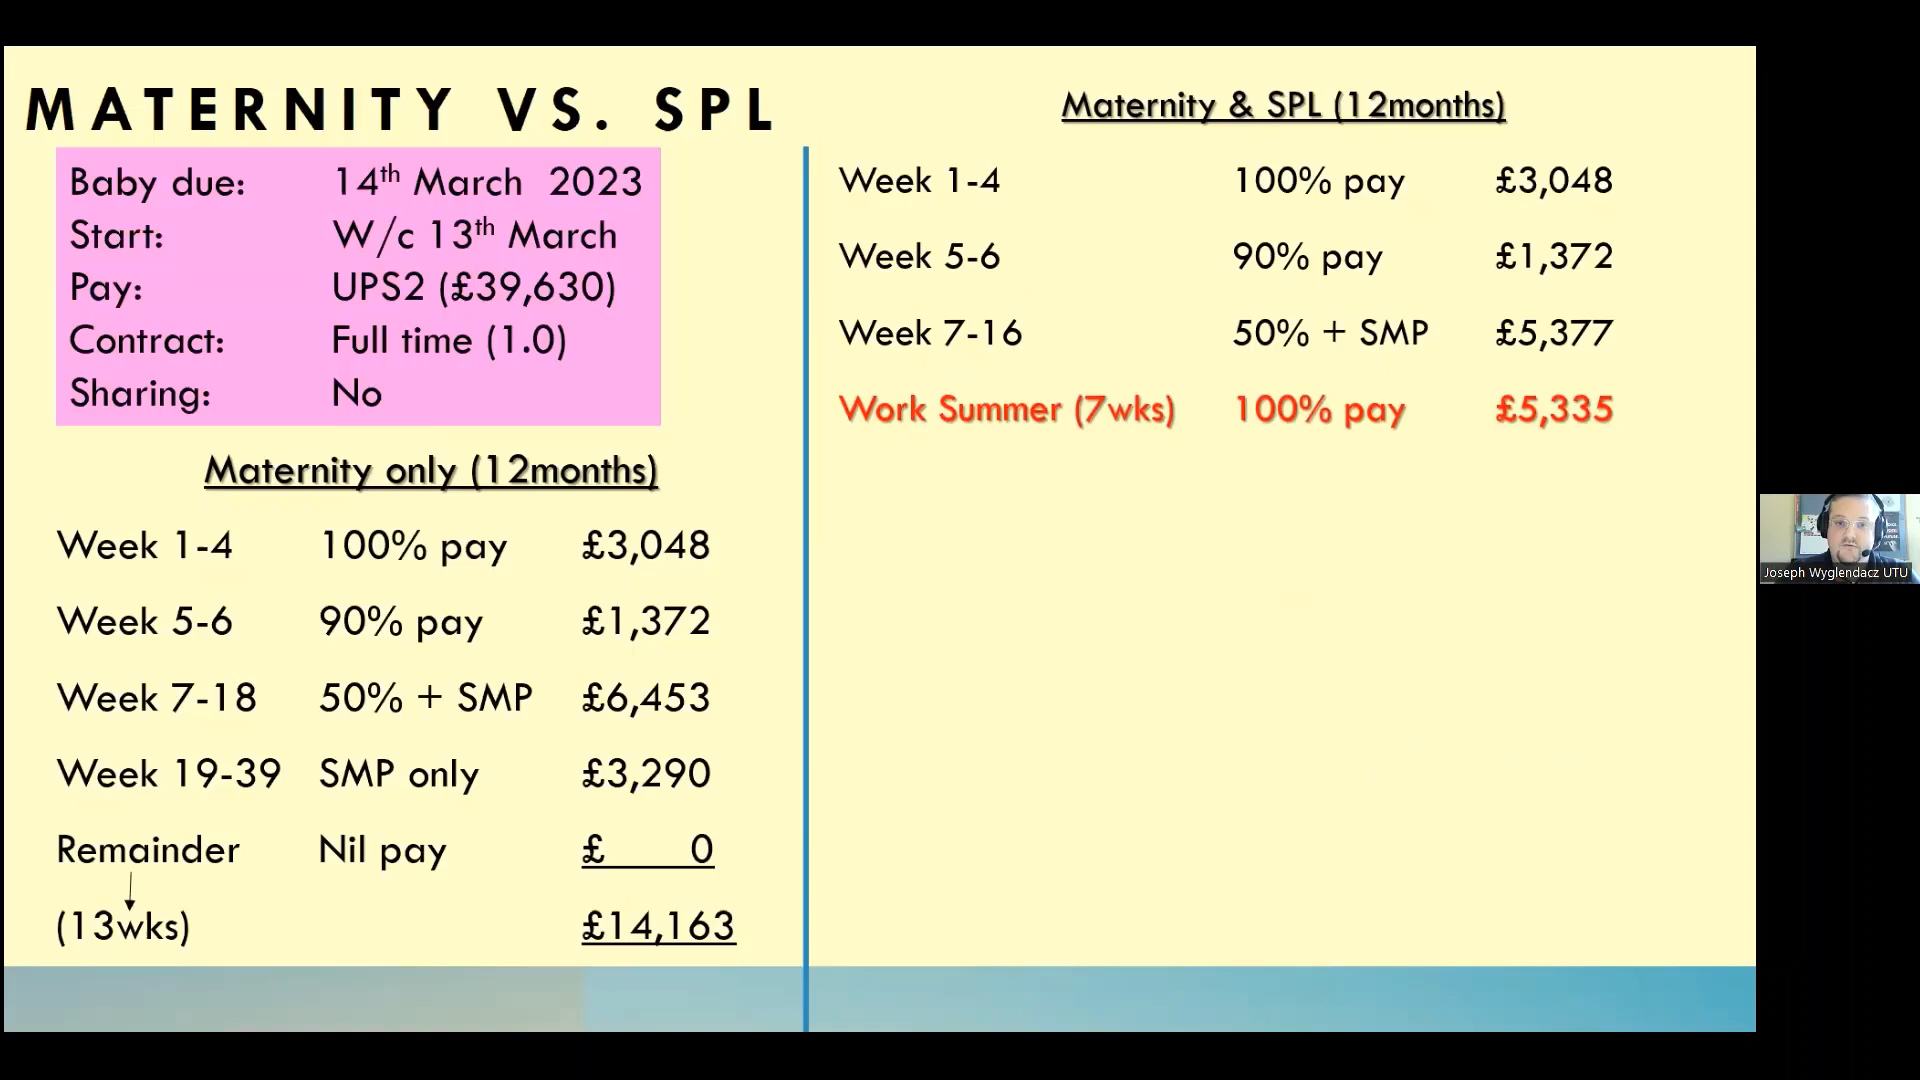 MATERNITY VS. SPL
Baby due: 14th March 2023
Start: W/c 13th March
Pay: UPS2 (£39,630)
Contract: Full time (1.0)
Sharing: No
Maternity only (12months)
Week 1-4 100% pay £3,048
Week 5-6 90% pay £1,372
Week 7-18 50% + SMP £6,453
Week 19-39 SMP only £3,290
Remainder Nil pay £ 0
(13wks) £14,163
Maternity & SPL (12months)
Week 1-4 100% pay £3,048
Week 5-6 90% pay £1,372
Week 7-16 50% + SMP £5,377
Work Summer (7wks) 100% pay £5,335
Joseph Wyglendacz UTU